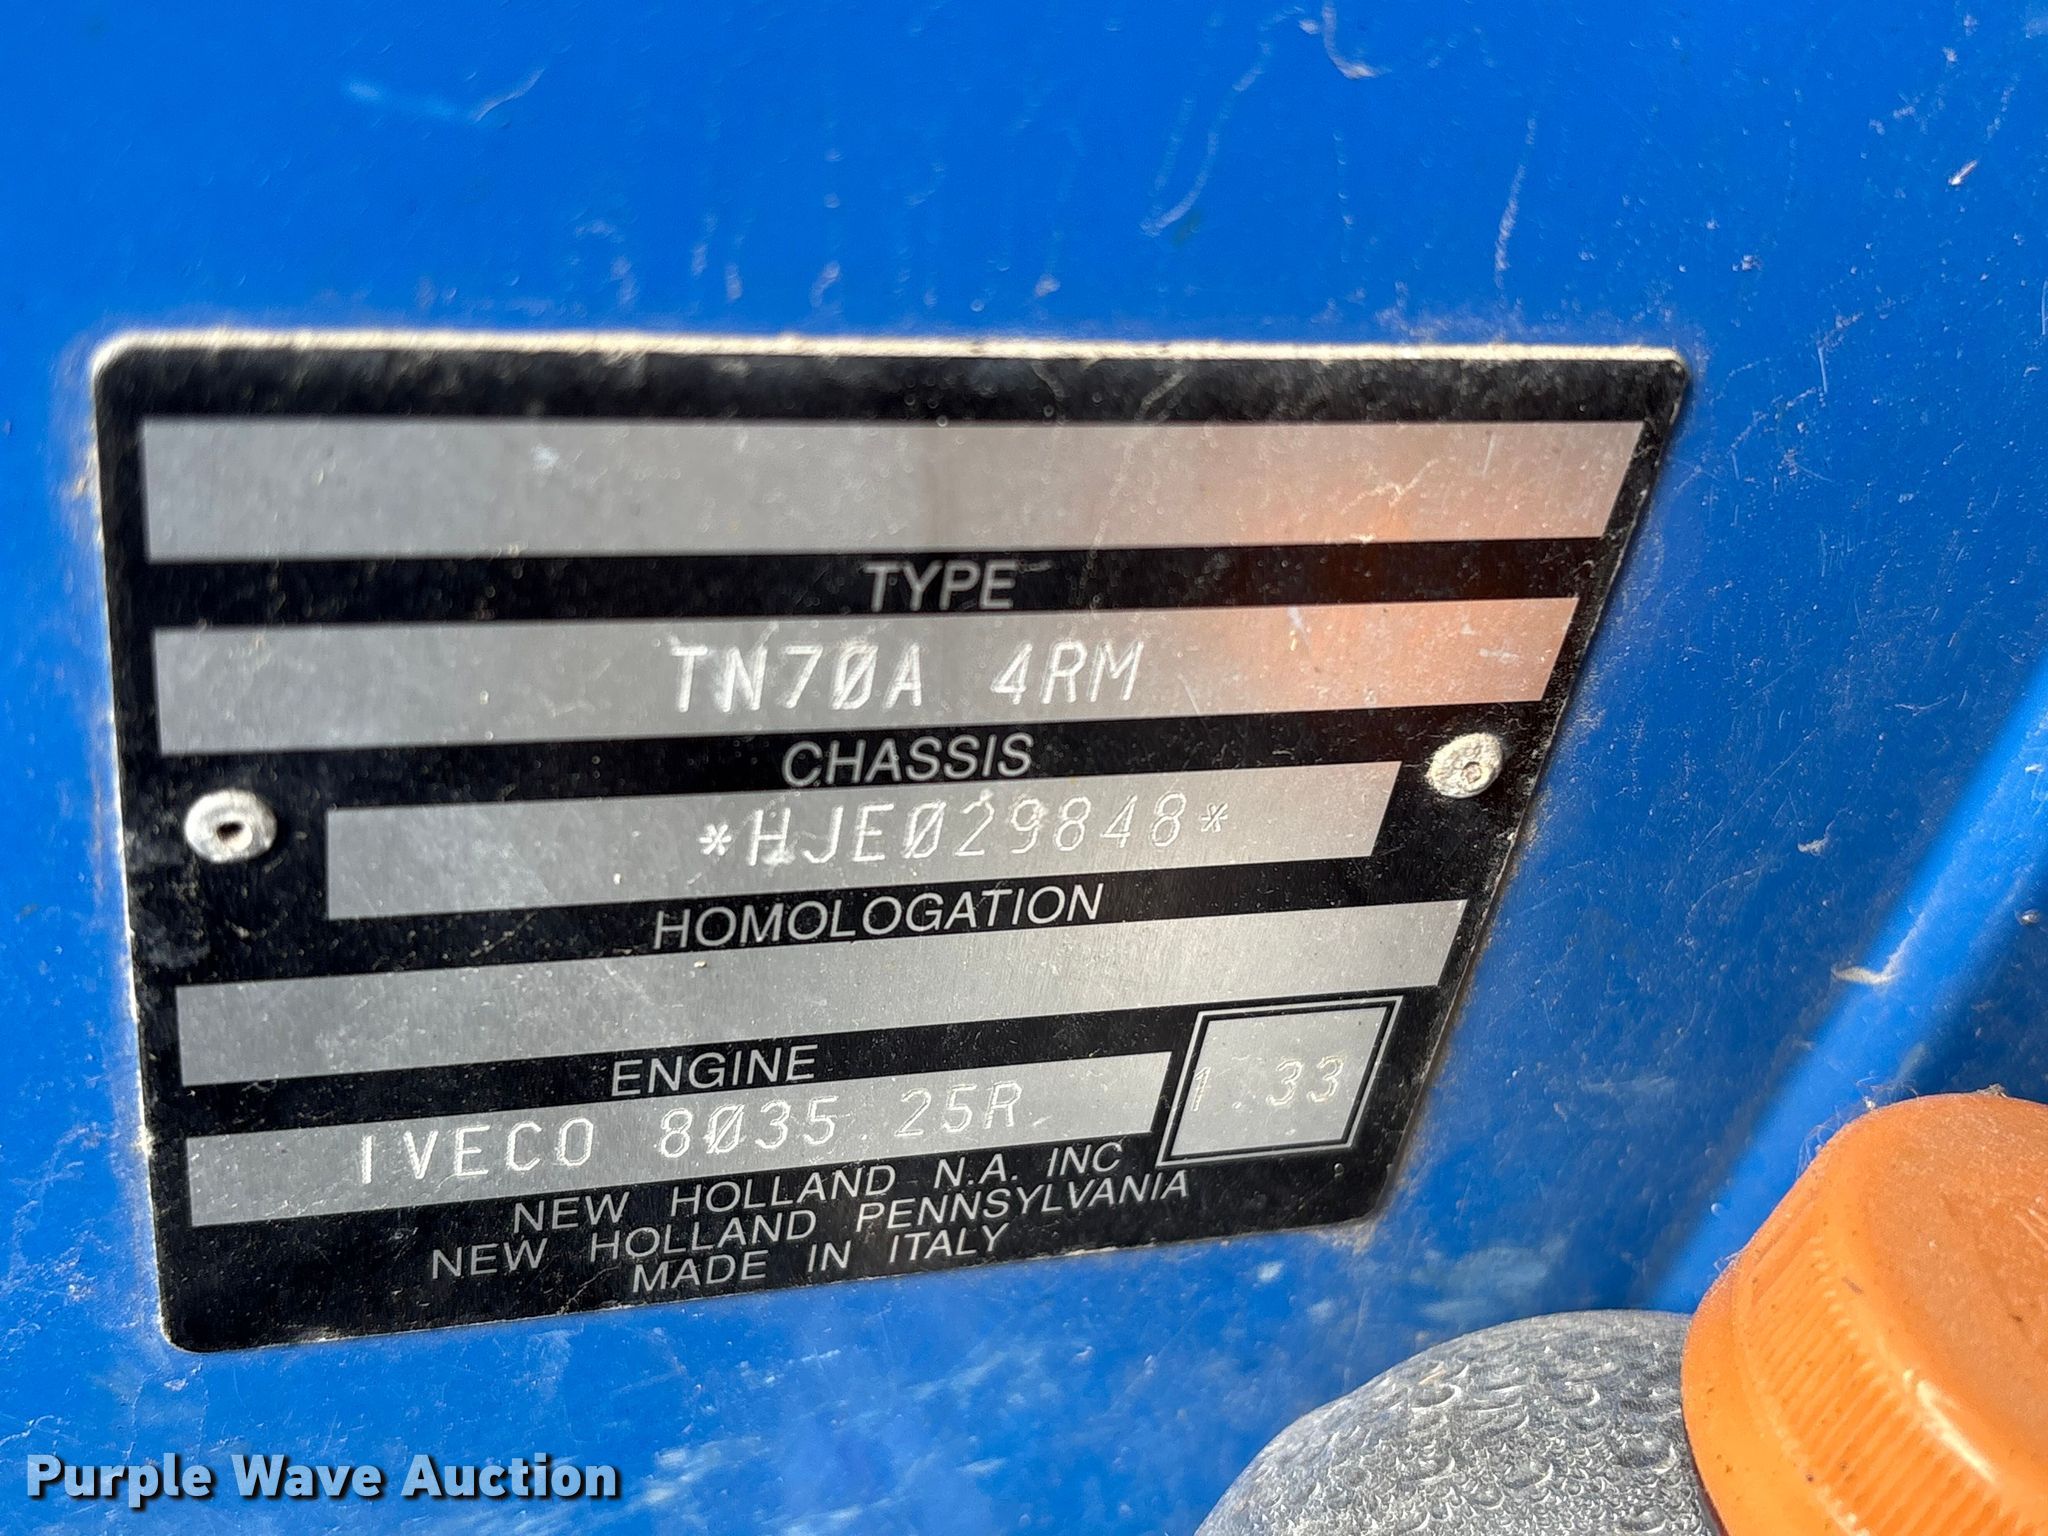 TYPE
TN70A 4RM
CHASSIS
*HJE029848*
HOMOLOGATION
ENGINE
IVECO 8035.25R
1.33
NEW HOLLAND N.A. INC
NEW HOLLAND PENNSYLVANIA
MADE IN ITALY
Purple Wave Auction